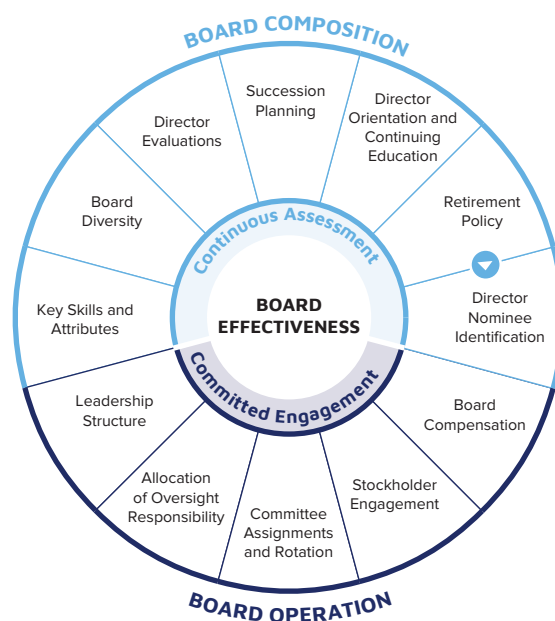 BOARD COMPOSITION
Succession
Planning
Director
Orientation and
Continuing
Education
Retirement
Policy
Director
Nominee
Identification
Director
Evaluations
Board
Diversity
Key Skills and
Attributes
Continuous Assessment
BOARD
EFFECTIVENESS
Committed Engagement
Leadership
Structure
Allocation
of Oversight
Responsibility
Committee
Assignments
and Rotation
Stockholder
Engagement
Board
Compensation
BOARD OPERATION